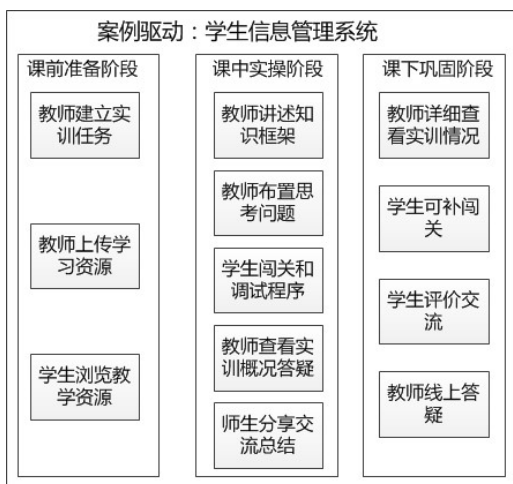 案例驱动：学生信息管理系统
课前准备阶段
教师建立实
训任务
教师上传学
习资源
学生浏览教
学资源
课中实操阶段
教师讲述知
识框架
教师布置思
考问题
学生闯关和
调试程序
教师查看实
训概况答疑
师生分享交
流总结
课下巩固阶段
教师详细查
看实训情况
学生可补闯
关
学生评价交
流
教师线上答
疑